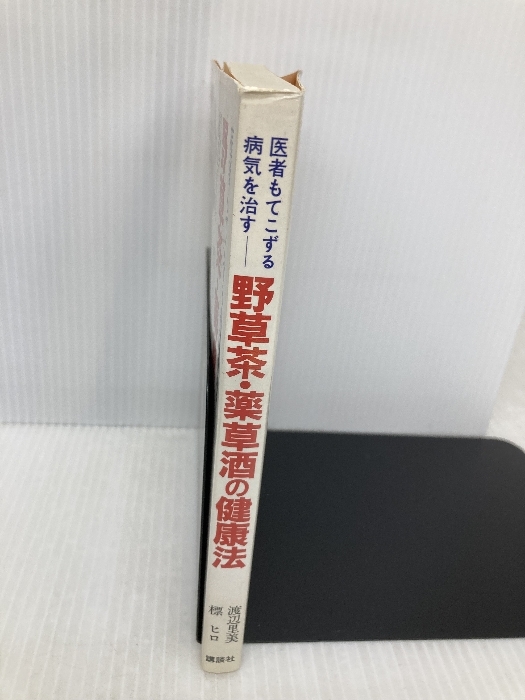 医者もてこずる
病気を治す──
野草茶・薬草酒の健康法
渡辺里美
標 ヒロ
講談社